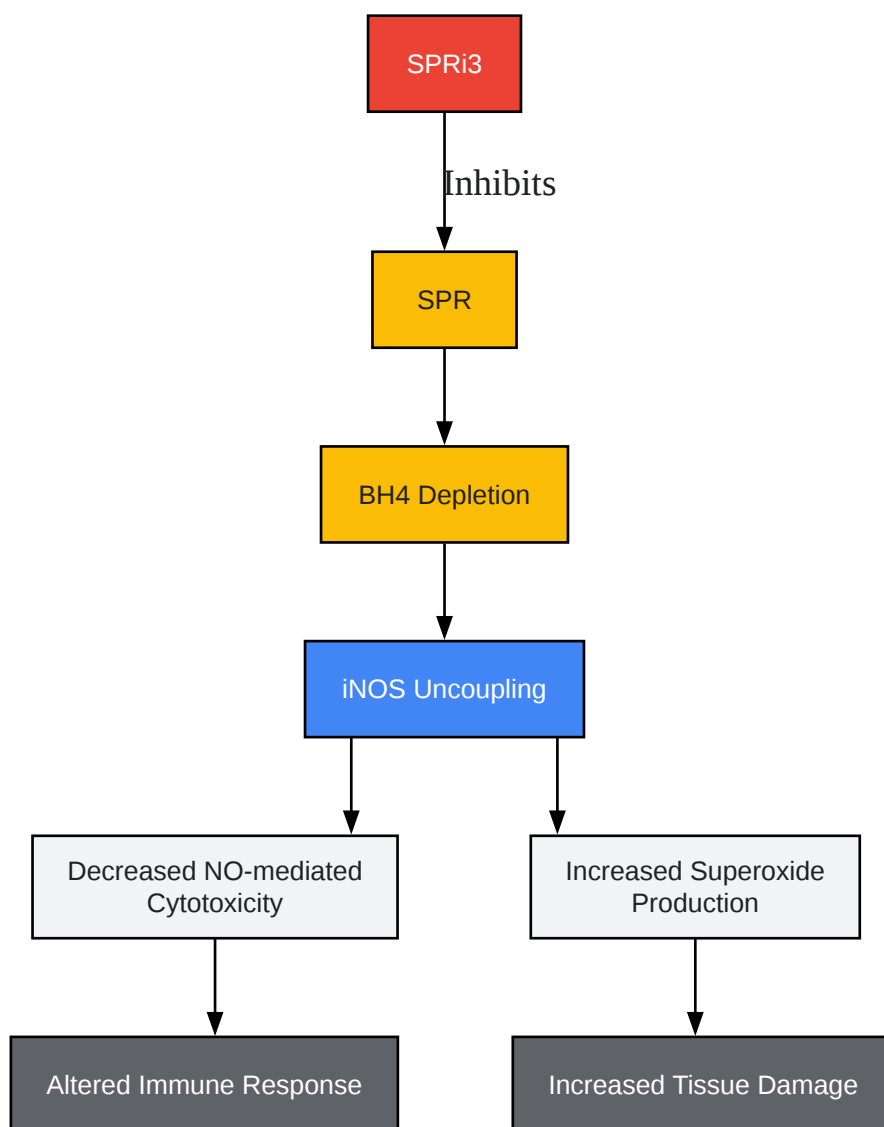 SPRi3
Inhibits
SPR
BH4 Depletion
iNOS Uncoupling
Decreased NO-mediated
Cytotoxicity
Increased Superoxide
Production
Altered Immune Response
Increased Tissue Damage